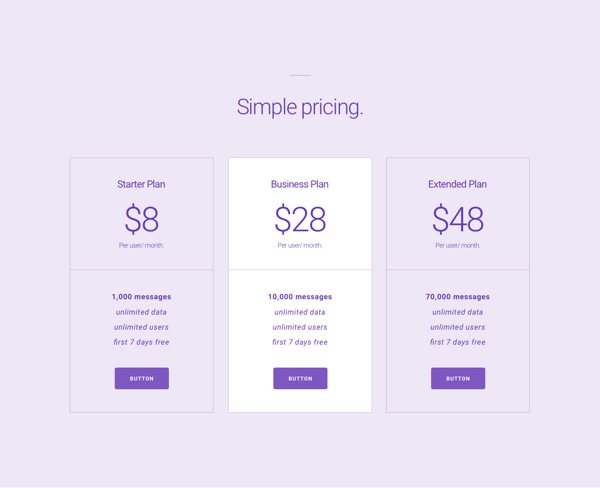 Simple pricing.
Starter Plan
$8
Per user/ month.
1,000 messages
unlimited data
unlimited users
first 7 days free
BUTTON
Business Plan
$28
Per user/ month.
10,000 messages
unlimited data
unlimited users
first 7 days free
BUTTON
Extended Plan
$48
Per user/ month.
70,000 messages
unlimited data
unlimited users
first 7 days free
BUTTON